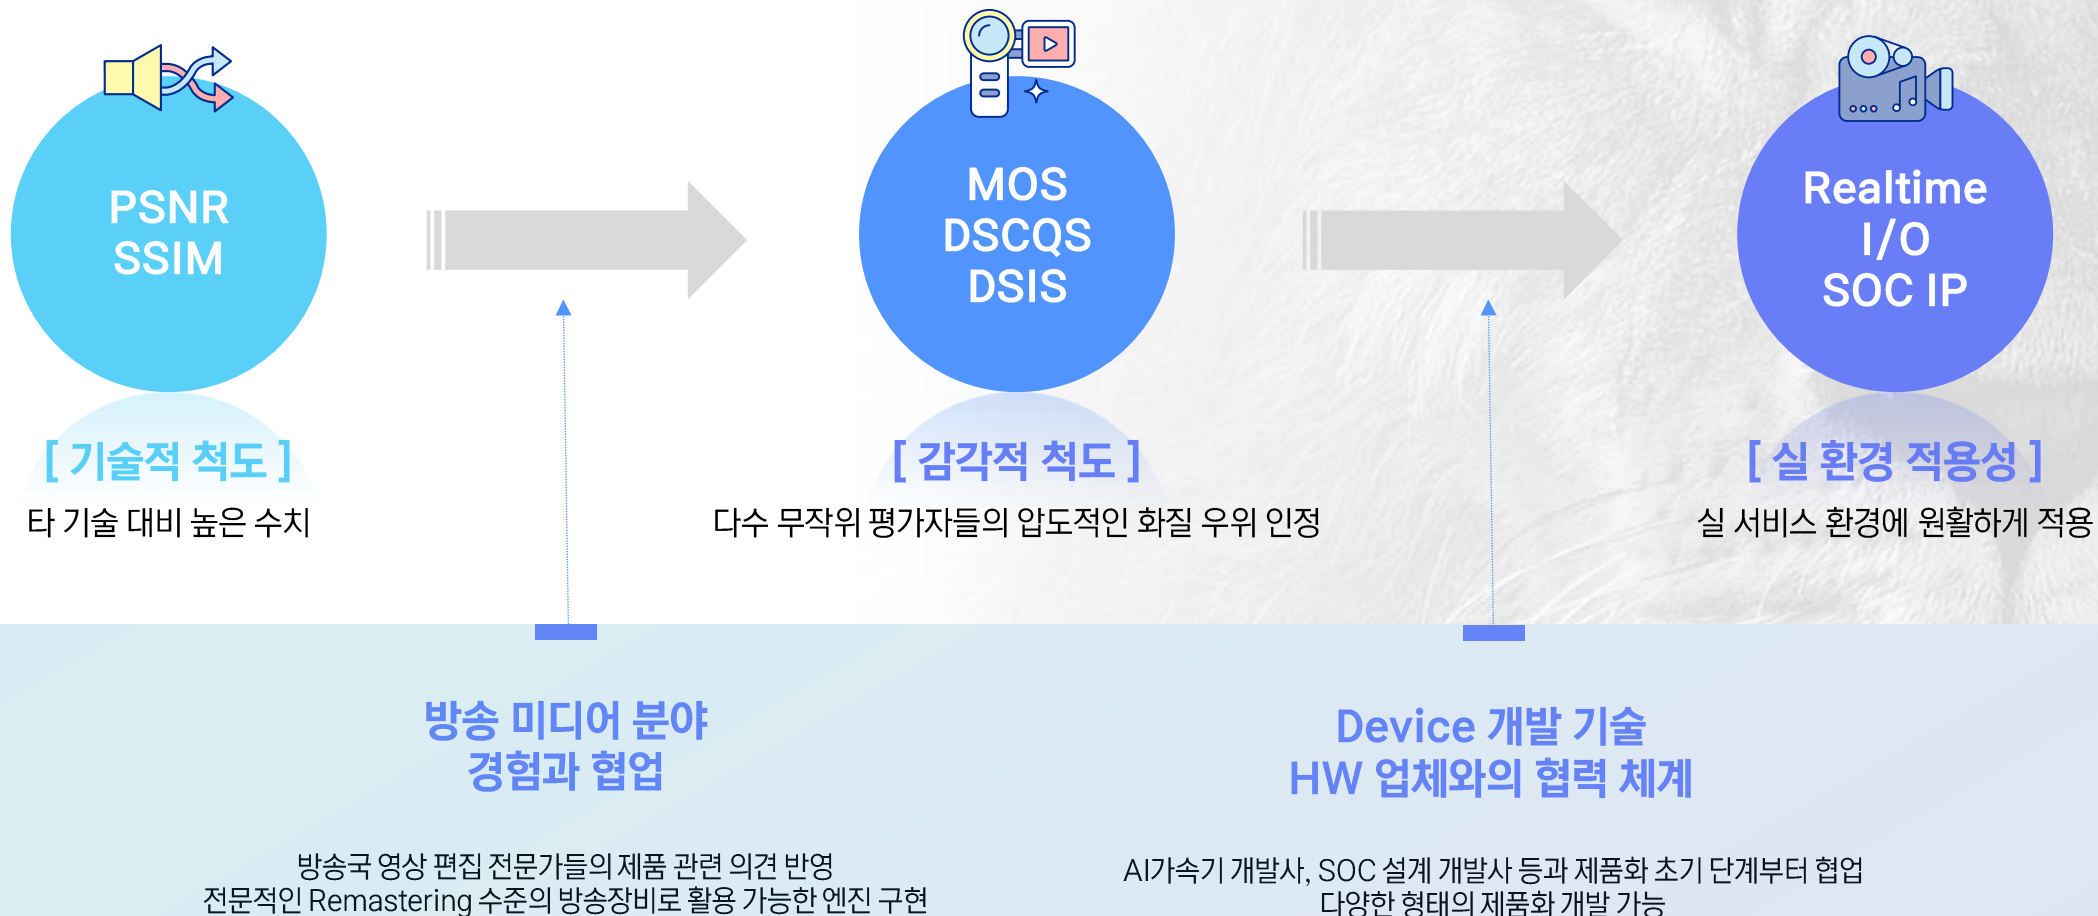 PSNR
SSIM
[ 기술적 척도 ]
타 기술 대비 높은 수치
MOS
DSCQS
DSIS
[ 감각적 척도 ]
다수 무작위 평가자들의 압도적인 화질 우위 인정
Realtime
I/O
SOC IP
[ 실 환경 적용성 ]
실 서비스 환경에 원활하게 적용
방송 미디어 분야
경험과 협업
방송국 영상 편집 전문가들의 제품 관련 의견 반영
전문적인 Remastering 수준의 방송장비로 활용 가능한 엔진 구현
Device 개발 기술
HW 업체와의 협력 체계
AI가속기 개발사, SOC 설계 개발사 등과 제품화 초기 단계부터 협업
다양한 형태의 제품화 개발 가능